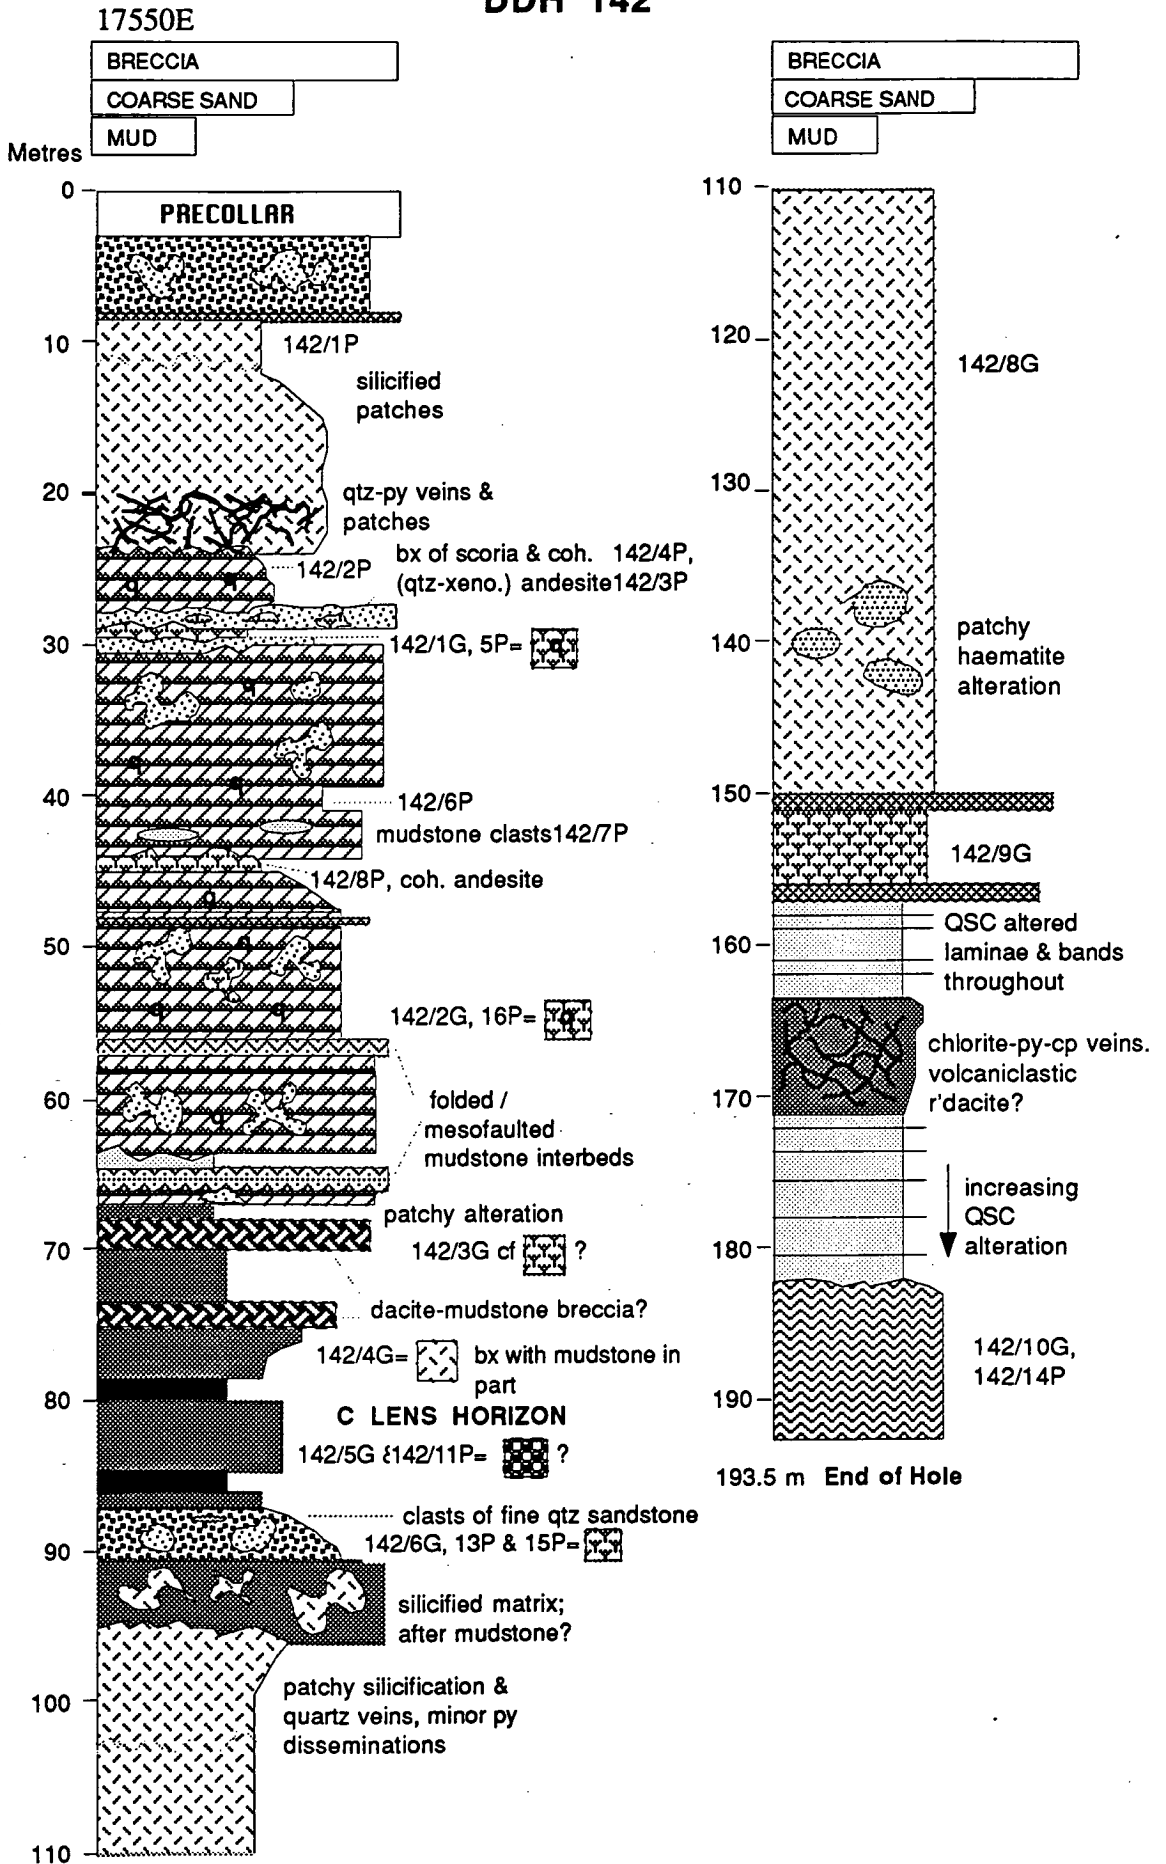 DDH 142
17550E
BRECCIA
COARSE SAND
MUD
Metres
0
PRECOLLAR
10
142/1P
silicified
patches
20
qtz-py veins &
patches
bx of scoria & coh. 142/4P,
142/2P
(qtz-xeno.) andesite142/3P
q
30
142/1G, 5P= q
q
q
q
40
142/6P
mudstone clasts142/7P
142/8P, coh. andesite
q
50
q
q
q
142/2G, 16P= q
60
q
folded /
mesofaulted
mudstone interbeds
patchy alteration
70
142/3G cf ?
dacite-mudstone breccia?
142/4G= bx with mudstone in
part
80
C LENS HORIZON
142/5G &142/11P= ?
clasts of fine qtz sandstone
142/6G, 13P & 15P=
90
silicified matrix;
after mudstone?
100
patchy silicification &
quartz veins, minor py
disseminations
110
BRECCIA
COARSE SAND
MUD
110
120
142/8G
130
140
patchy
haematite
alteration
150
142/9G
160
QSC altered
laminae & bands
throughout
chlorite-py-cp veins.
volcaniclastic
r'dacite?
170
increasing
QSC
alteration
180
142/10G,
142/14P
190
193.5 m End of Hole